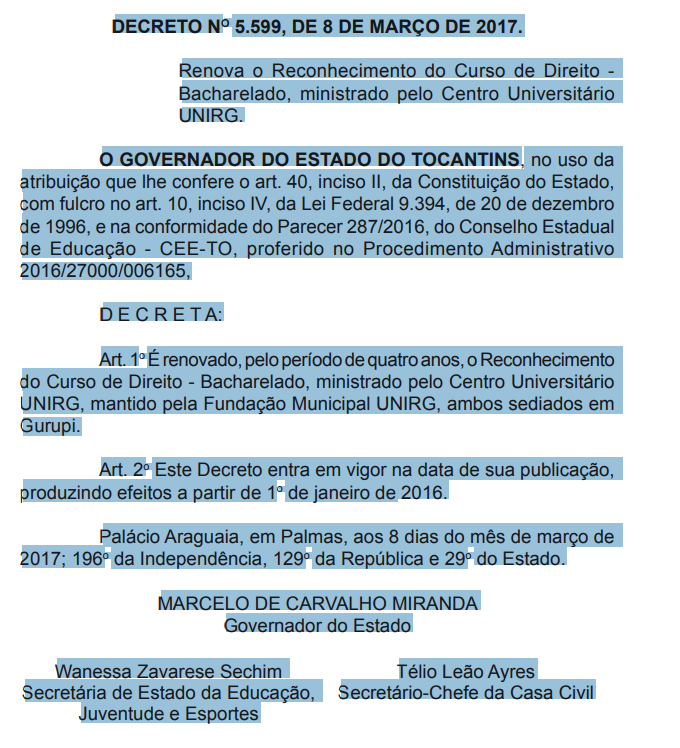 DECRETO Nº 5.599, DE 8 DE MARÇO DE 2017.
Renova o Reconhecimento do Curso de Direito -
Bacharelado, ministrado pelo Centro Universitário
UNIRG.
O GOVERNADOR DO ESTADO DO TOCANTINS, no uso da
atribuição que lhe confere o art. 40, inciso II, da Constituição do Estado,
com fulcro no art. 10, inciso IV, da Lei Federal 9.394, de 20 de dezembro
de 1996, e na conformidade do Parecer 287/2016, do Conselho Estadual
de Educação - CEE-TO, proferido no Procedimento Administrativo
2016/27000/006165,
D E C R E T A:
Art. 1º É renovado, pelo período de quatro anos, o Reconhecimento
do Curso de Direito - Bacharelado, ministrado pelo Centro Universitário
UNIRG, mantido pela Fundação Municipal UNIRG, ambos sediados em
Gurupi.
Art. 2º Este Decreto entra em vigor na data de sua publicação,
produzindo efeitos a partir de 1º de janeiro de 2016.
Palácio Araguaia, em Palmas, aos 8 dias do mês de março de
2017; 196º da Independência, 129º da República e 29º do Estado.
MARCELO DE CARVALHO MIRANDA
Governador do Estado
Wanessa Zavarese Sechim
Secretária de Estado da Educação,
Juventude e Esportes
Télio Leão Ayres
Secretário-Chefe da Casa Civil